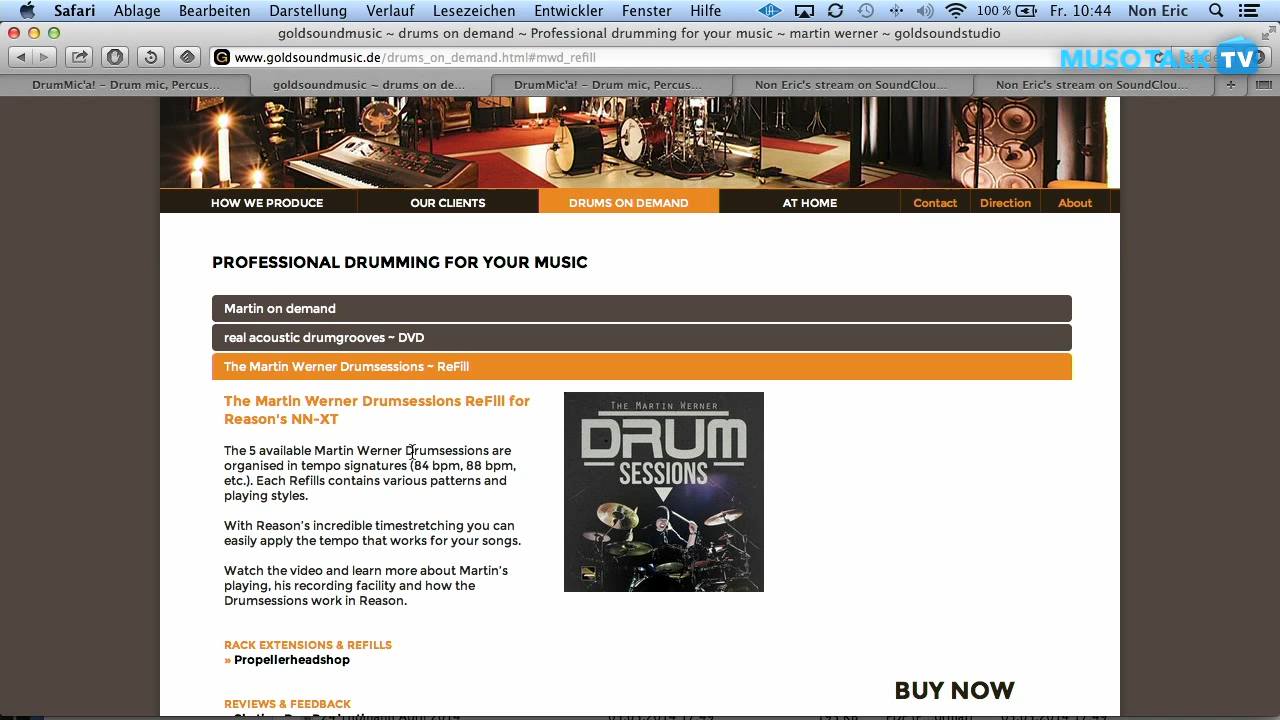 Safari Ablage Bearbeiten Darstellung Verlauf Lesezeichen Entwickler Fenster Hilfe 100 % Fr. 10:44 Non Eric
goldsoundmusic ~ drums on demand ~ Professional drumming for your music ~ martin werner ~ goldsoundstudio
www.goldsoundmusic.de/drums_on_demand.html#mwd_refill
MUSOTALK TV
DrumMic'a! – Drum mic, Percus... goldsoundmusic ~ drums on de... DrumMic'a! – Drum mic, Percus... Non Eric's stream on SoundClou... Non Eric's stream on SoundClou...
HOW WE PRODUCE OUR CLIENTS DRUMS ON DEMAND AT HOME Contact Direction About
PROFESSIONAL DRUMMING FOR YOUR MUSIC
Martin on demand
real acoustic drumgrooves ~ DVD
The Martin Werner Drumsessions ~ ReFill
The Martin Werner Drumsessions ReFill for
Reason's NN-XT
The 5 available Martin Werner Drumsessions are
organised in tempo signatures (84 bpm, 88 bpm,
etc.). Each Refills contains various patterns and
playing styles.
With Reason's incredible timestretching you can
easily apply the tempo that works for your songs.
Watch the video and learn more about Martin's
playing, his recording facility and how the
Drumsessions work in Reason.
THE MARTIN WERNER
DRUM
SESSIONS
RACK EXTENSIONS & REFILLS
» Propellerheadshop
BUY NOW
REVIEWS & FEEDBACK